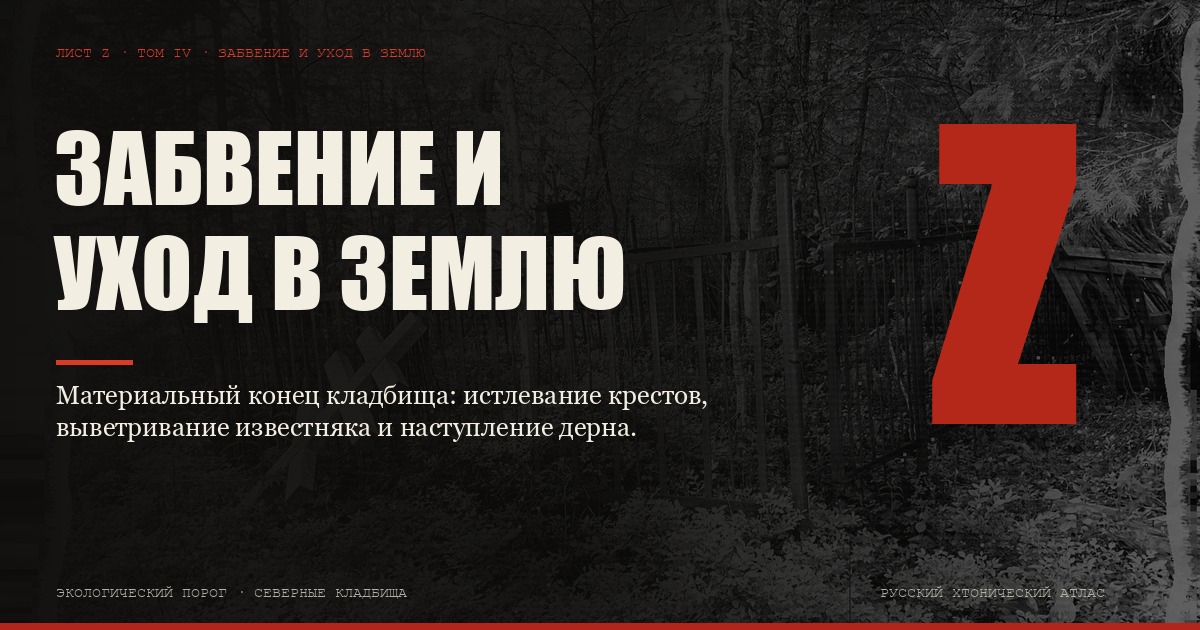 ЛИСТ Z · ТОМ IV · ЗАБВЕНИЕ И УХОД В ЗЕМЛЮ
ЗАБВЕНИЕ И
УХОД В ЗЕМЛЮ
Z
Материальный конец кладбища: истлевание крестов,
выветривание известняка и наступление дерна.
ЭКОЛОГИЧЕСКИЙ ПОРОГ · СЕВЕРНЫЕ КЛАДБИЩА
РУССКИЙ ХТОНИЧЕСКИЙ АТЛАС